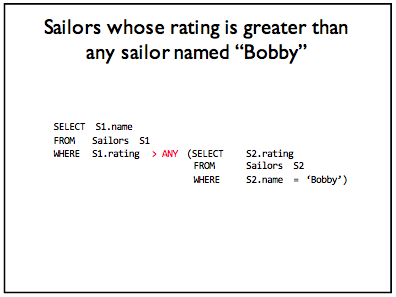 Sailors whose rating is greater than
any sailor named “Bobby”
SELECT S1.name
FROM Sailors S1
WHERE S1.rating > ANY (SELECT S2.rating
FROM Sailors S2
WHERE S2.name = ‘Bobby’)